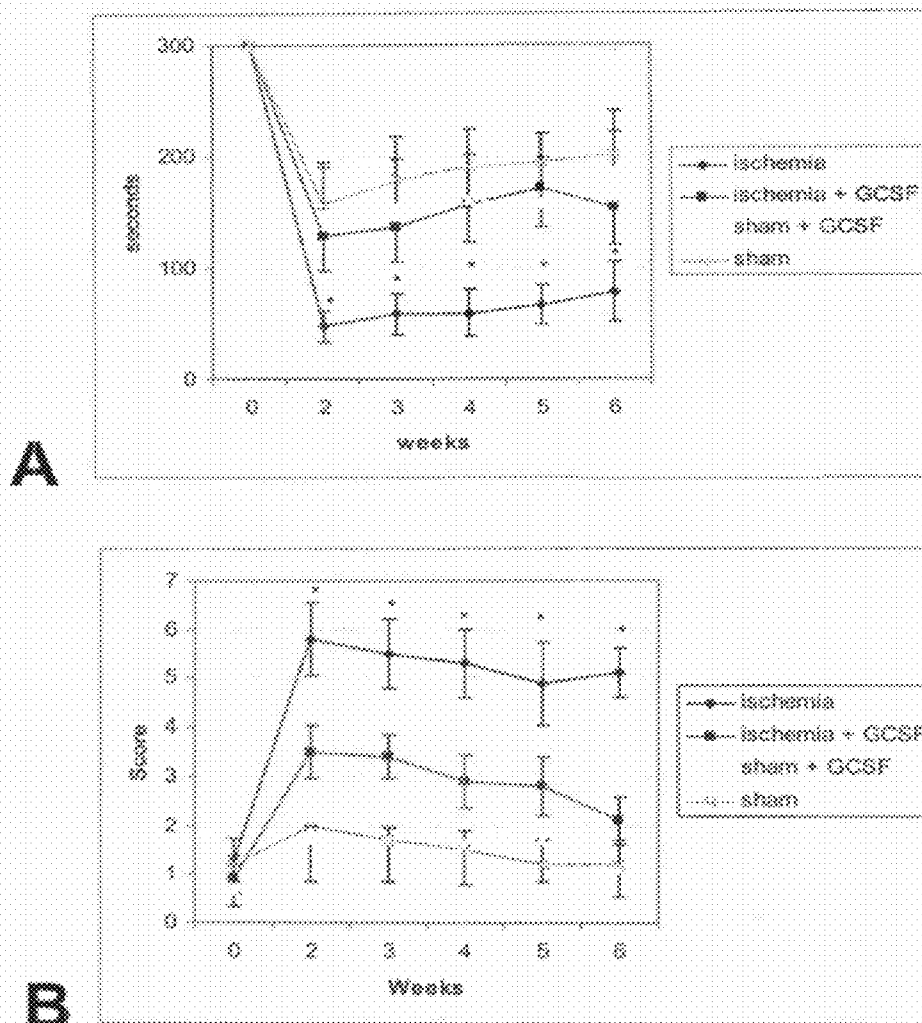 300
200
100
0
seconds
0 2 3 4 5 6
weeks
ischemia
ischemia + GCSF
sham + GCSF
sham
A
7
6
5
4
3
2
1
0
Score
0 2 3 4 5 6
Weeks
ischemia
ischemia + GCSF
sham + GCSF
sham
B